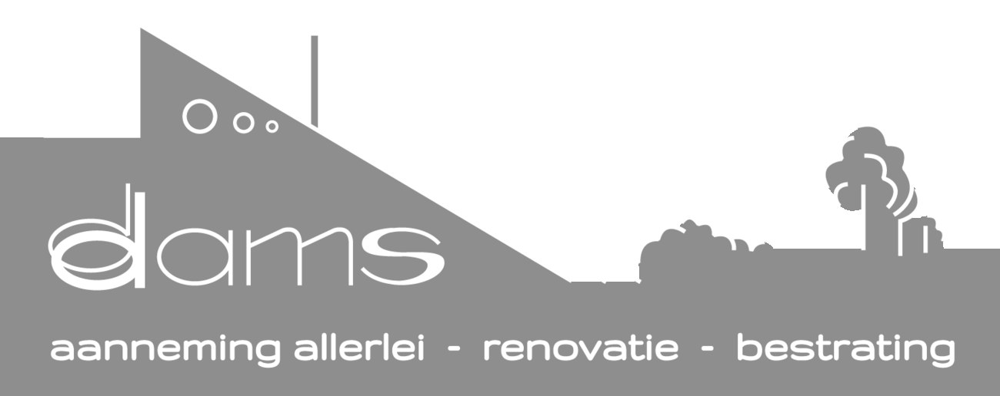 dams
aanneming allerlei - renovatie - bestrating